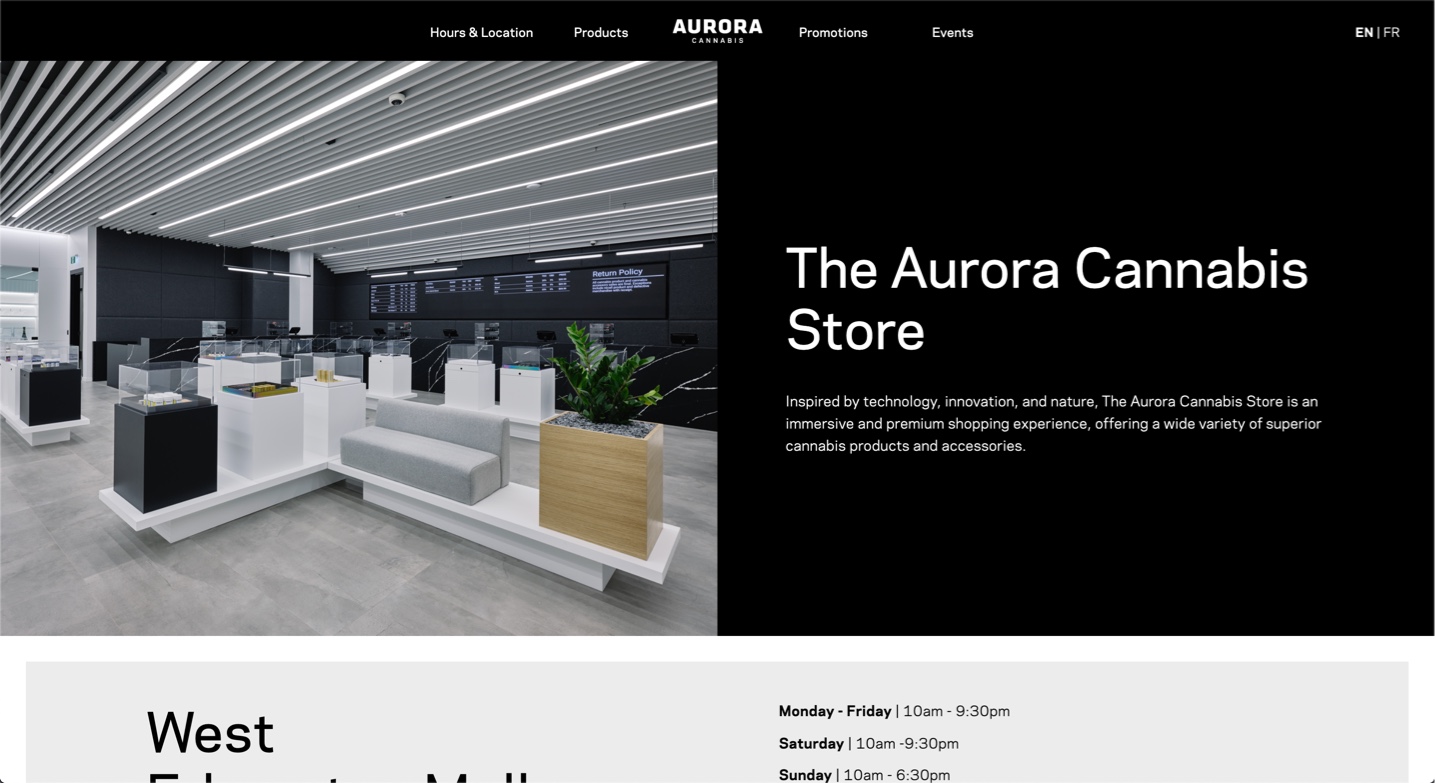 Hours & Location
Products
AURORA
CANNABIS
Promotions
Events
EN | FR
Return Policy
The Aurora Cannabis
Store
Inspired by technology, innovation, and nature, The Aurora Cannabis Store is an
immersive and premium shopping experience, offering a wide variety of superior
cannabis products and accessories.
West
Monday - Friday | 10am - 9:30pm
Saturday | 10am -9:30pm
Sunday | 10am - 6:30pm